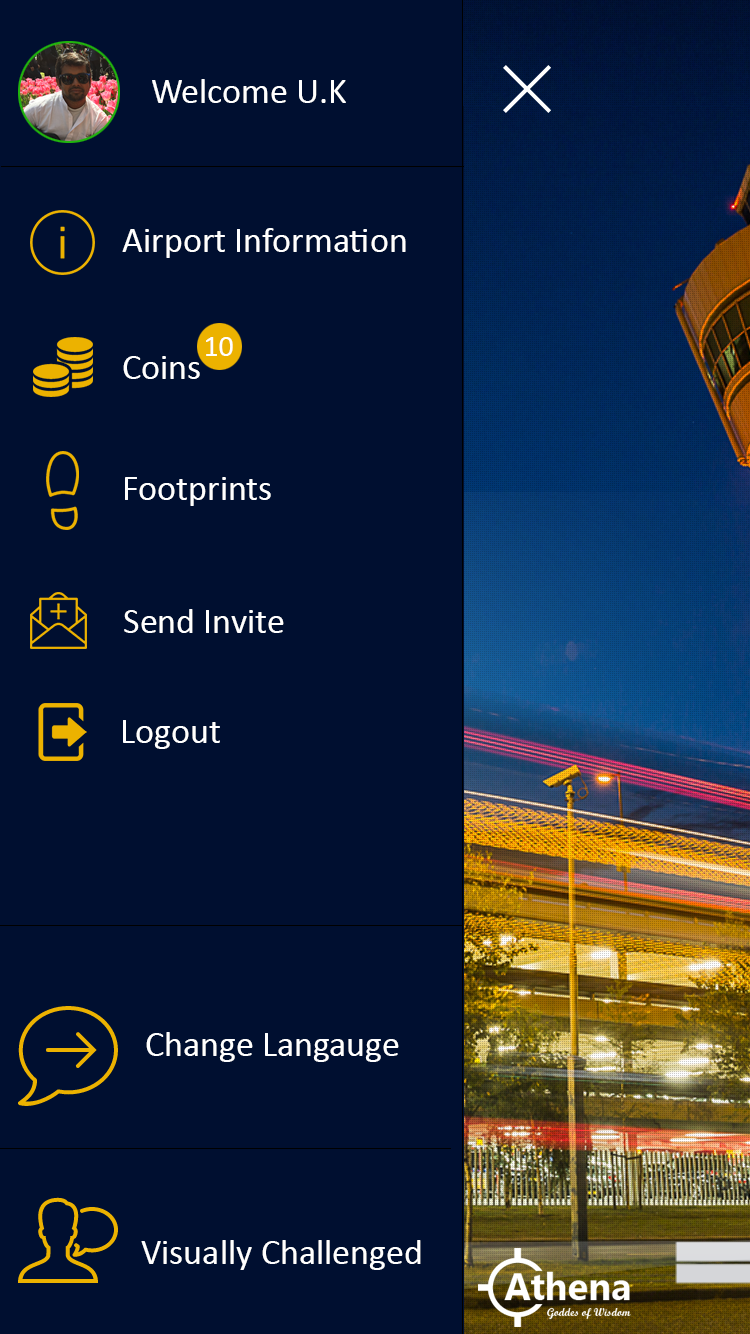 Welcome U.K
Airport Information
Coins
10
Footprints
Send Invite
Logout
Change Langauge
Visually Challenged
Athena
Goddes of Wisdom